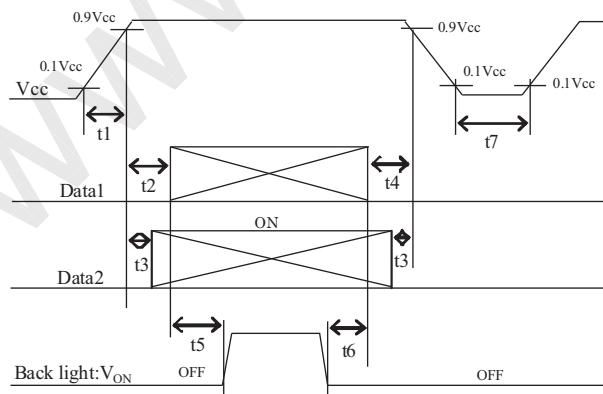 0.9Vcc
0.9Vcc
0.1Vcc
0.1Vcc
0.1Vcc
Vcc
t1
t7
t2
t4
Data1
ON
t3
t3
Data2
t5
t6
Back light:VON
OFF
OFF